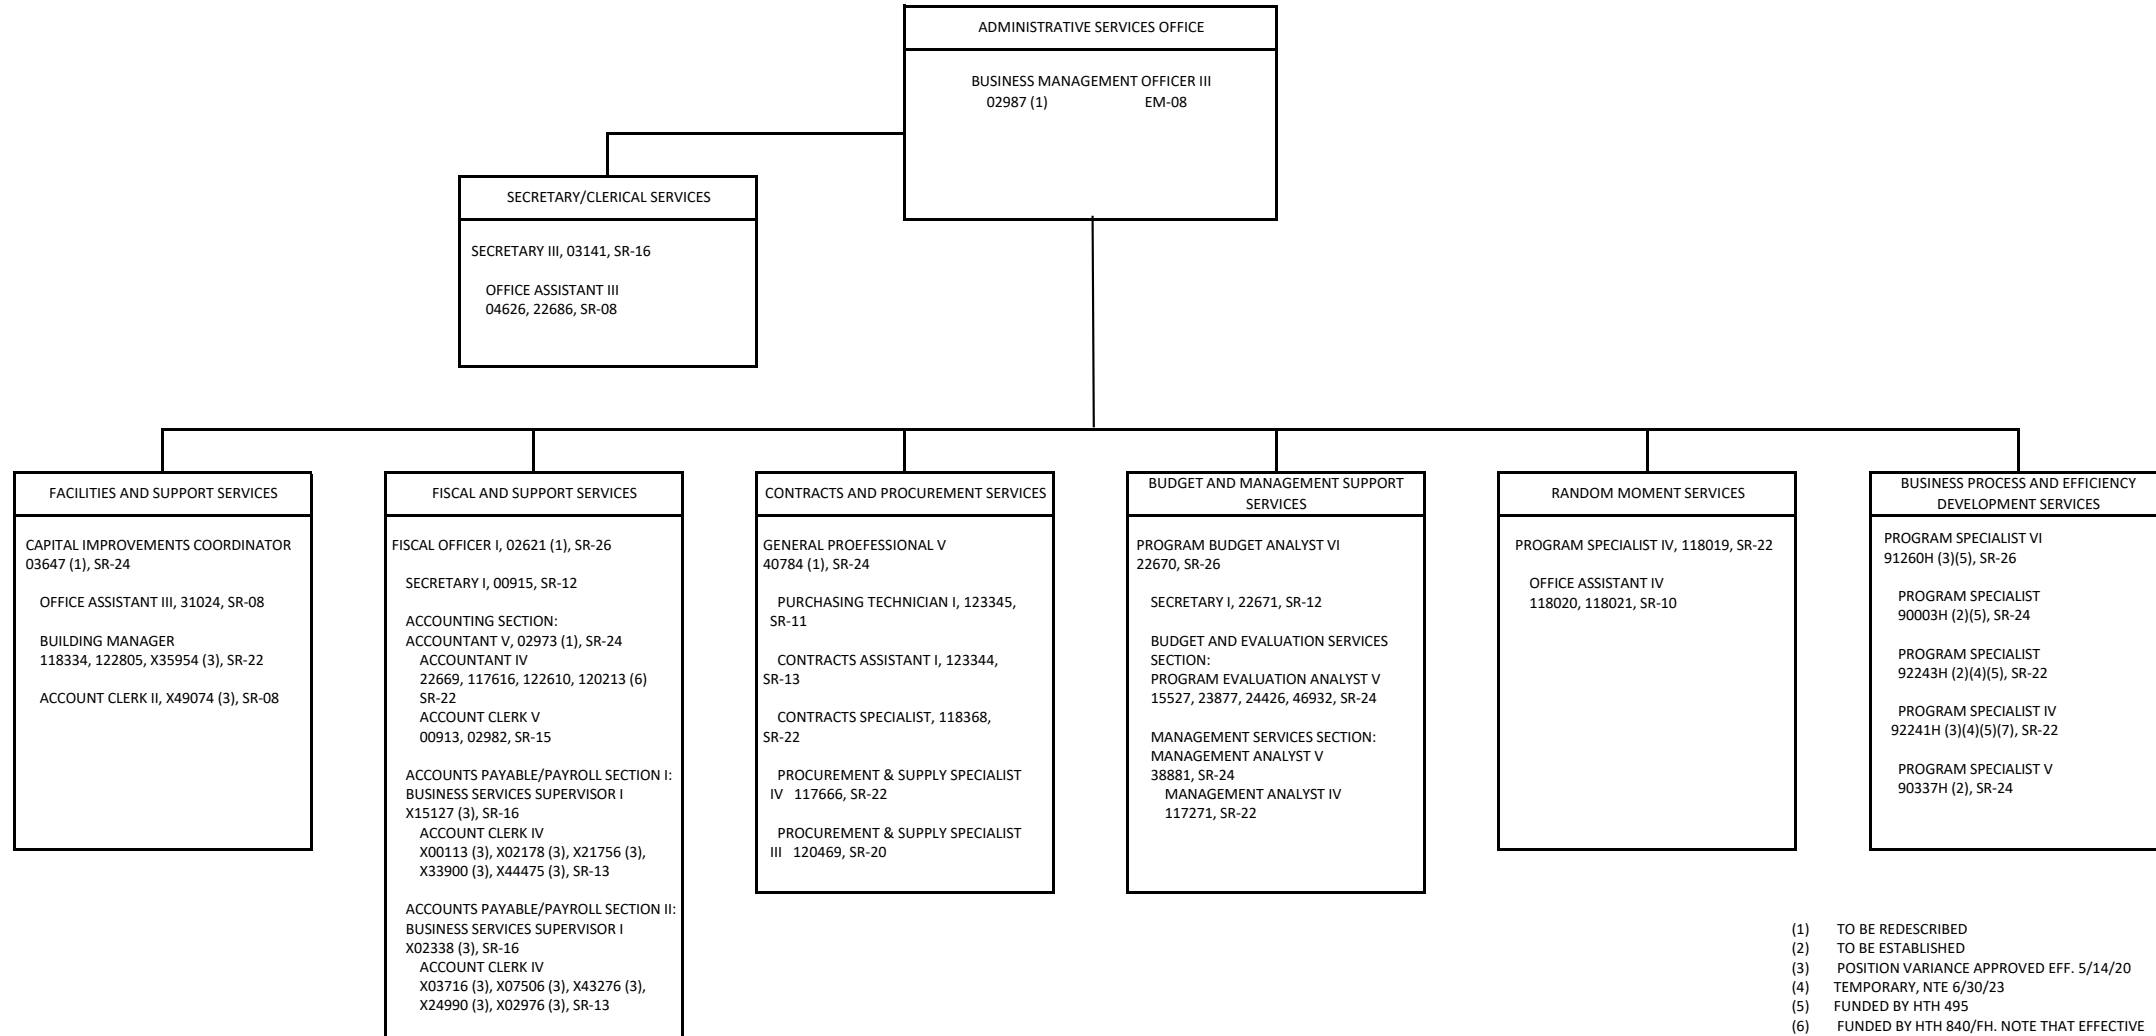 ADMINISTRATIVE SERVICES OFFICE
BUSINESS MANAGEMENT OFFICER III
02987 (1) EM-08
SECRETARY/CLERICAL SERVICES
SECRETARY III, 03141, SR-16
OFFICE ASSISTANT III
04626, 22686, SR-08
FACILITIES AND SUPPORT SERVICES
CAPITAL IMPROVEMENTS COORDINATOR
03647 (1), SR-24
OFFICE ASSISTANT III, 31024, SR-08
BUILDING MANAGER
118334, 122805, X35954 (3), SR-22
ACCOUNT CLERK II, X49074 (3), SR-08
FISCAL AND SUPPORT SERVICES
FISCAL OFFICER I, 02621 (1), SR-26
SECRETARY I, 00915, SR-12
ACCOUNTING SECTION:
ACCOUNTANT V, 02973 (1), SR-24
ACCOUNTANT IV
22669, 117616, 122610, 120213 (6)
SR-22
ACCOUNT CLERK V
00913, 02982, SR-15
ACCOUNTS PAYABLE/PAYROLL SECTION I:
BUSINESS SERVICES SUPERVISOR I
X15127 (3), SR-16
ACCOUNT CLERK IV
X00113 (3), X02178 (3), X21756 (3),
X33900 (3), X44475 (3), SR-13
ACCOUNTS PAYABLE/PAYROLL SECTION II:
BUSINESS SERVICES SUPERVISOR I
X02338 (3), SR-16
ACCOUNT CLERK IV
X03716 (3), X07506 (3), X43276 (3),
X24990 (3), X02976 (3), SR-13
CONTRACTS AND PROCUREMENT SERVICES
GENERAL PROEFESSIONAL V
40784 (1), SR-24
PURCHASING TECHNICIAN I, 123345,
SR-11
CONTRACTS ASSISTANT I, 123344,
SR-13
CONTRACTS SPECIALIST, 118368,
SR-22
PROCUREMENT & SUPPLY SPECIALIST
IV 117666, SR-22
PROCUREMENT & SUPPLY SPECIALIST
III 120469, SR-20
BUDGET AND MANAGEMENT SUPPORT
SERVICES
PROGRAM BUDGET ANALYST VI
22670, SR-26
SECRETARY I, 22671, SR-12
BUDGET AND EVALUATION SERVICES
SECTION:
PROGRAM EVALUATION ANALYST V
15527, 23877, 24426, 46932, SR-24
MANAGEMENT SERVICES SECTION:
MANAGEMENT ANALYST V
38881, SR-24
MANAGEMENT ANALYST IV
117271, SR-22
RANDOM MOMENT SERVICES
PROGRAM SPECIALIST IV, 118019, SR-22
OFFICE ASSISTANT IV
118020, 118021, SR-10
BUSINESS PROCESS AND EFFICIENCY
DEVELOPMENT SERVICES
PROGRAM SPECIALIST VI
91260H (3)(5), SR-26
PROGRAM SPECIALIST
90003H (2)(5), SR-24
PROGRAM SPECIALIST
92243H (2)(4)(5), SR-22
PROGRAM SPECIALIST IV
92241H (3)(4)(5)(7), SR-22
PROGRAM SPECIALIST V
90337H (2), SR-24
(1) TO BE REDESCRIBED
(2) TO BE ESTABLISHED
(3) POSITION VARIANCE APPROVED EFF. 5/14/20
(4) TEMPORARY, NTE 6/30/23
(5) FUNDED BY HTH 495
(6) FUNDED BY HTH 840/FH. NOTE THAT EFFECTIVE